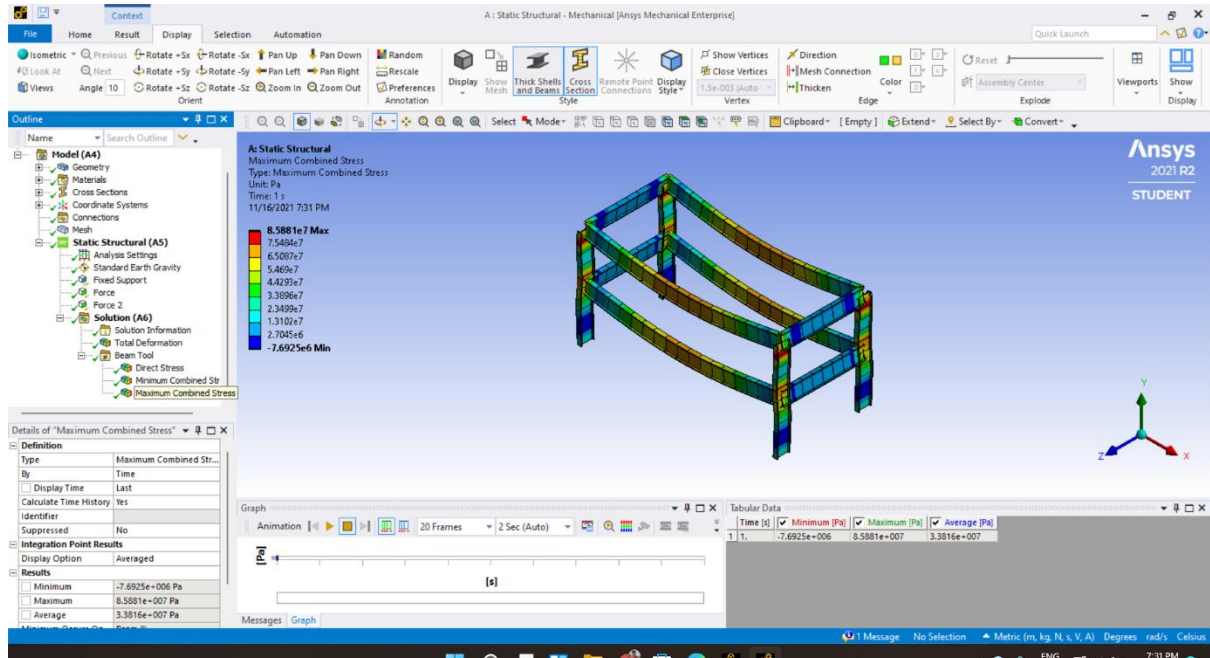 Context
A : Static Structural - Mechanical [Ansys Mechanical Enterprise]
File Home Result Display Selection Automation
Quick Launch
Isometric Previous Rotate +Sx Rotate -Sx Pan Up Pan Down
Look At Next Rotate +Sy Rotate -Sy Pan Left Pan Right
Views Angle 10 Rotate +Sz Rotate -Sz Zoom In Zoom Out
Orient
Random
Rescale
Preferences
Annotation
Display
Show Mesh
Thick Shells and Beams
Cross Section
Remote Point Connections
Display Style
Style
Show Vertices
Close Vertices
1.5e-003 (Auto
Vertex
Direction
Mesh Connection
Thicken
Color
Edge
Reset
Assembly Center
Explode
Viewports
Show
Display
Outline
Select Mode Clipboard [Empty] Extend Select By Convert
Name Search Outline
Model (A4)
Geometry
Materials
Cross Sections
Coordinate Systems
Connections
Mesh
Static Structural (A5)
Analysis Settings
Standard Earth Gravity
Fixed Support
Force
Force 2
Solution (A6)
Solution Information
Total Deformation
Beam Tool
Direct Stress
Minimum Combined Str
Maximum Combined Stress
A: Static Structural
Maximum Combined Stress
Type: Maximum Combined Stress
Unit: Pa
Time: 1 s
11/16/2021 7:31 PM
8.5881e7 Max
7.5484e7
6.5087e7
5.469e7
4.4293e7
3.3896e7
2.3499e7
1.3102e7
2.7045e6
-7.6925e6 Min
Ansys
2021 R2
STUDENT
Y
Z
X
Details of "Maximum Combined Stress"
Definition
Type Maximum Combined Str...
By Time
Display Time Last
Calculate Time History Yes
Identifier
Suppressed No
Integration Point Results
Display Option Averaged
Results
Minimum -7.6925e+006 Pa
Maximum 8.5881e+007 Pa
Average 3.3816e+007 Pa
Graph
Animation 20 Frames 2 Sec (Auto)
[Pa]
[s]
Messages Graph
Tabular Data
Time [s] Minimum [Pa] Maximum [Pa] Average [Pa]
1 1. -7.6925e+006 8.5881e+007 3.3816e+007
1 Message No Selection Metric (m, kg, N, s, V, A) Degrees rad/s Celsius
ENG
7:31 PM